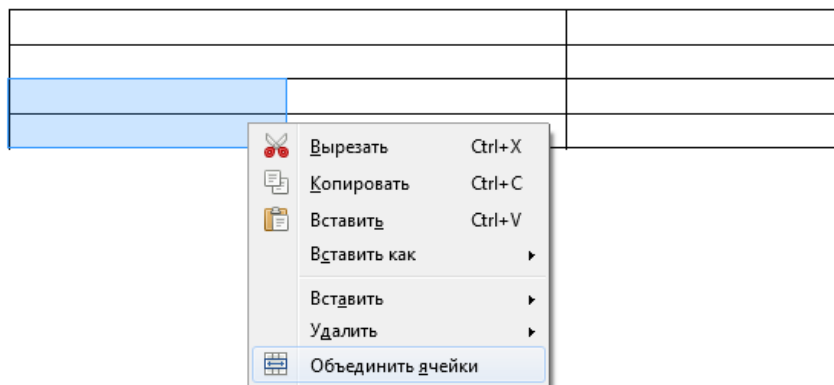 Вырезать Ctrl+X
Копировать Ctrl+C
Вставить Ctrl+V
Вставить как
Вставить
Удалить
Объединить ячейки